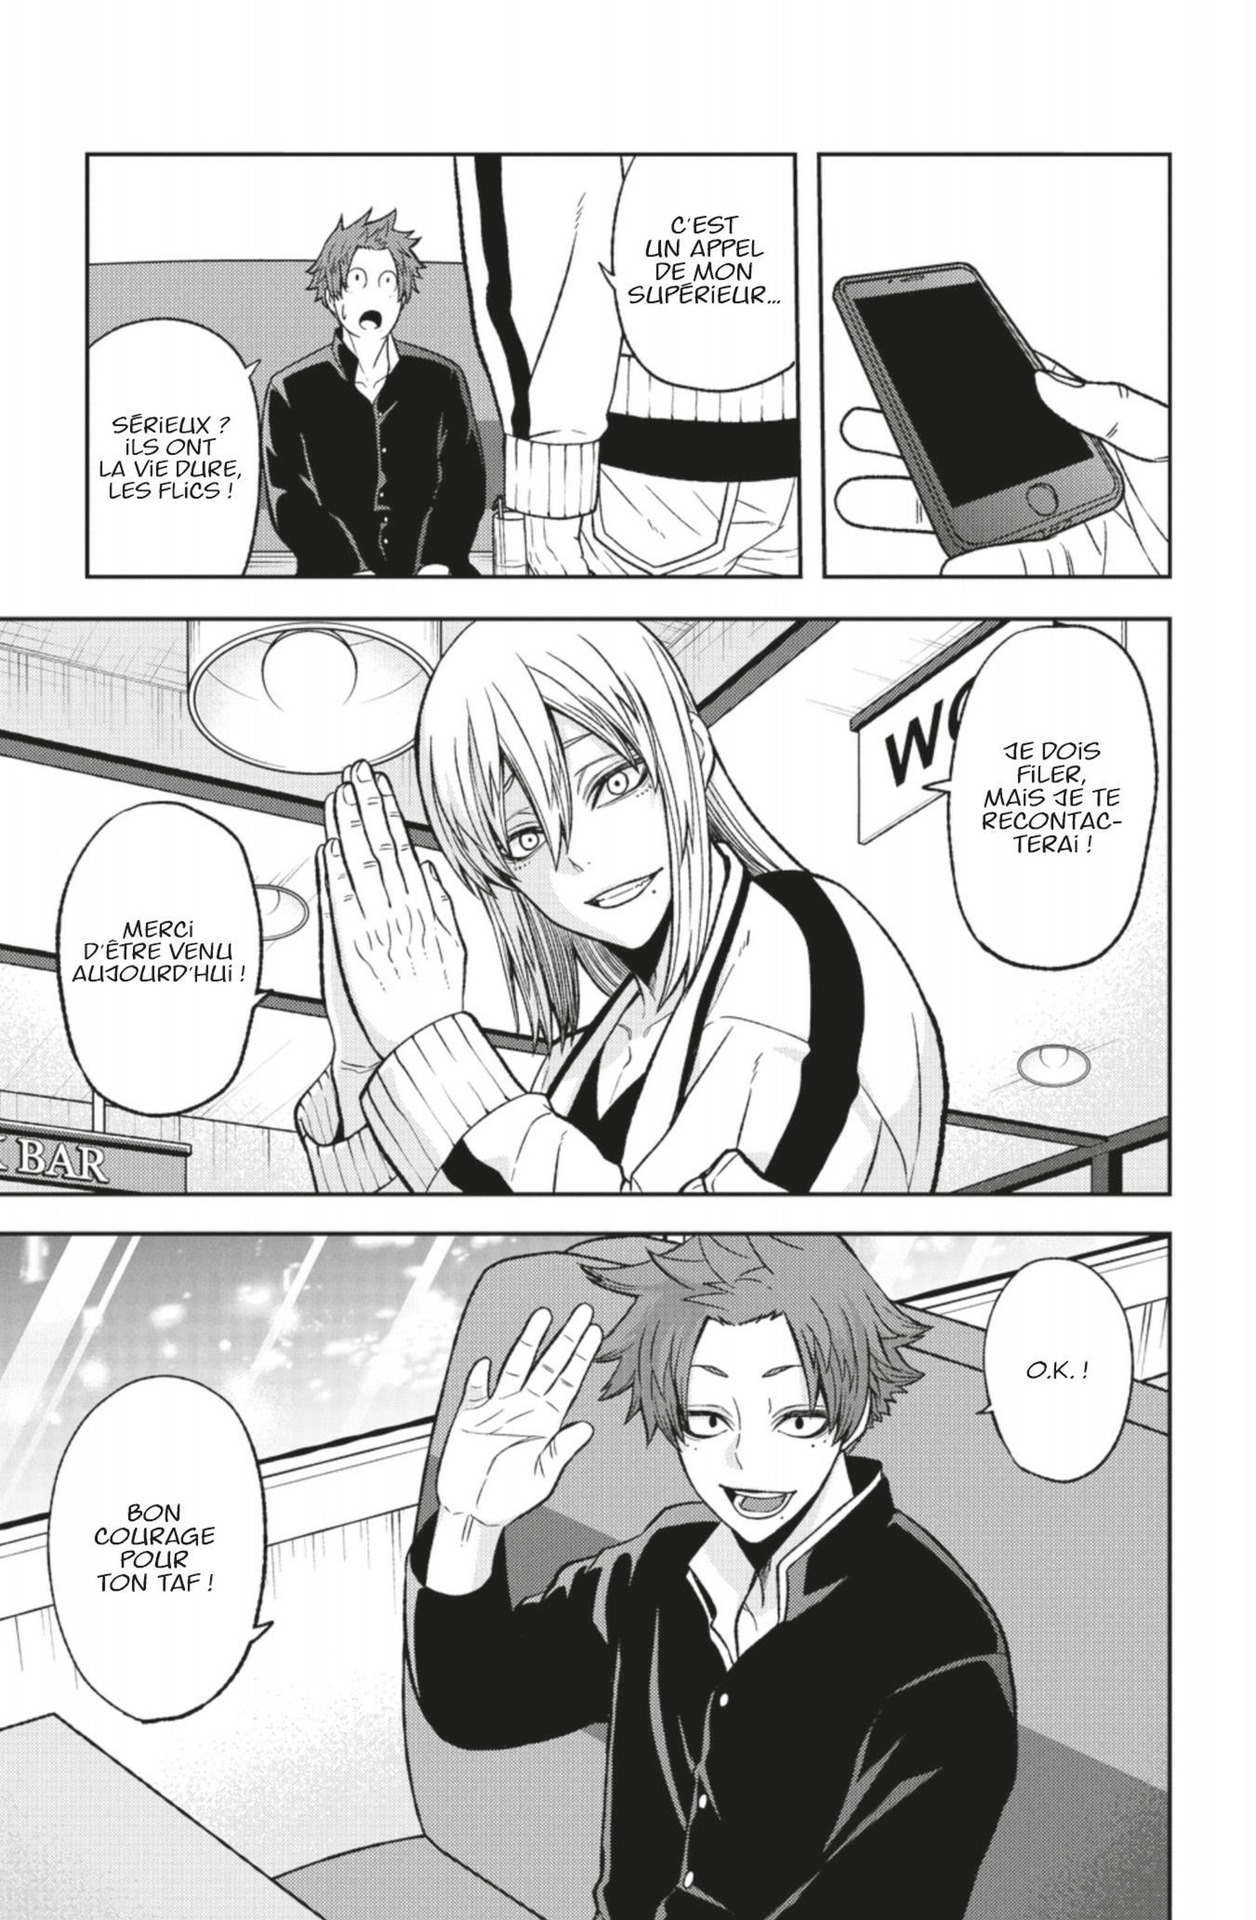 C'EST
UN APPEL
DE MON
SUPÉRIEUR...
SÉRIEUX ?
ILS ONT
LA VIE DURE,
LES FLICS !
JE DOIS
FILER,
MAIS JE TE
RECONTAC-
TERAI !
MERCI
D'ÊTRE VENU
AUJOURD'HUI !
BAR
O.K. !
BON
COURAGE
POUR
TON TAF !